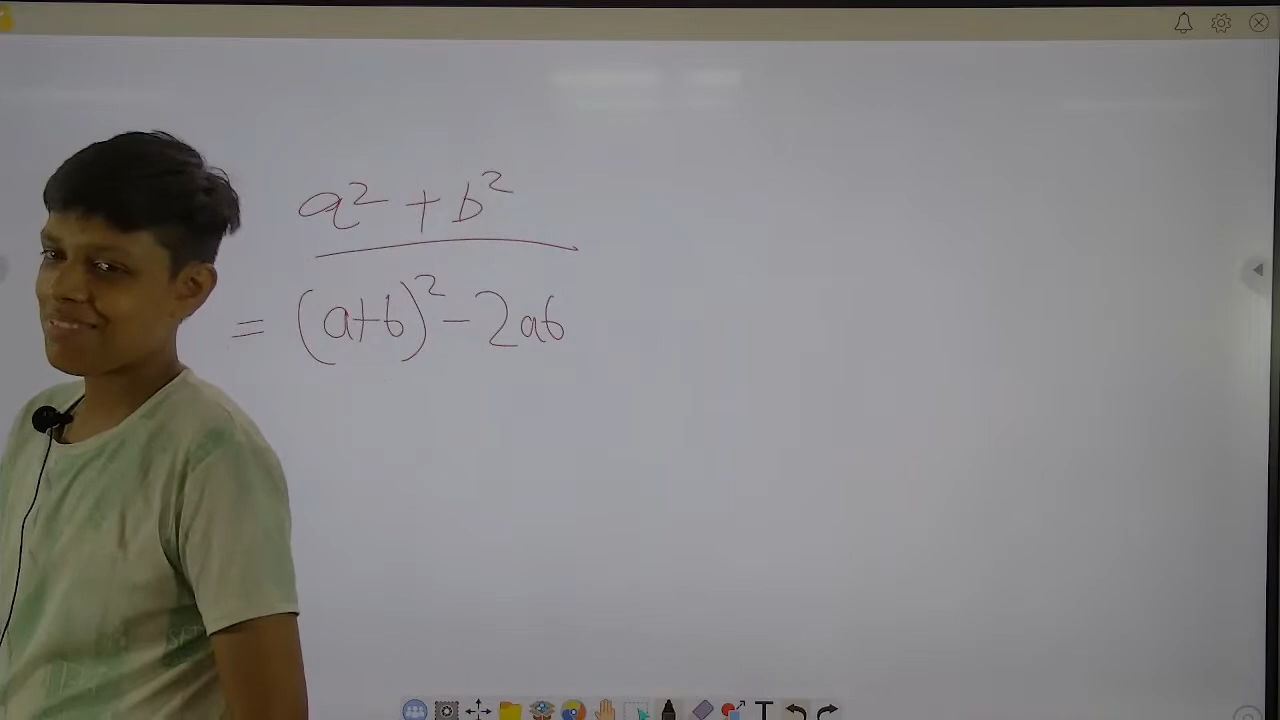 a² + b²
= (a+b)² - 2ab
T